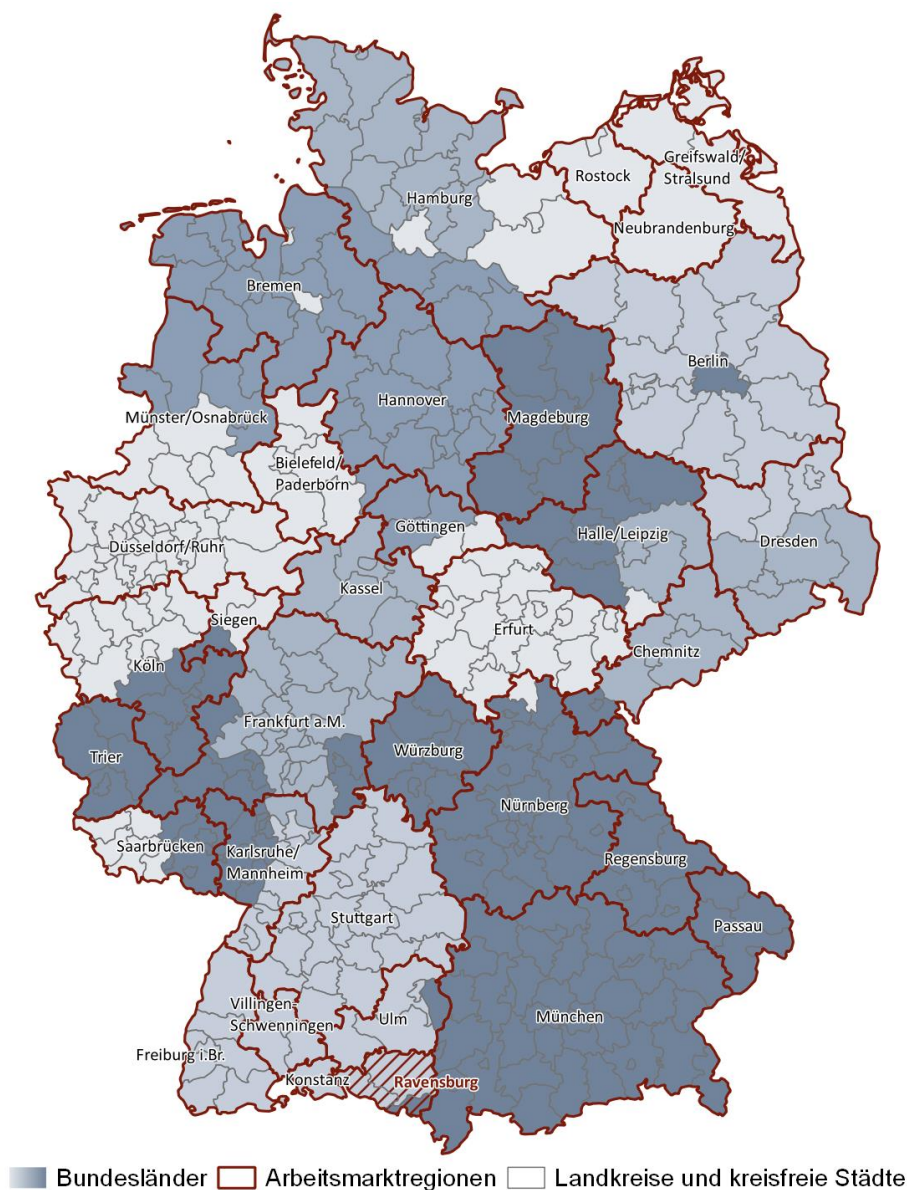 Hamburg
Rostock
Greifswald/
Stralsund
Neubrandenburg
Bremen
Berlin
Hannover
Magdeburg
Münster/Osnabrück
Bielefeld/
Paderborn
Göttingen
Halle/Leipzig
Dresden
Düsseldorf/Ruhr
Kassel
Siegen
Erfurt
Chemnitz
Köln
Frankfurt a.M.
Trier
Würzburg
Nürnberg
Saarbrücken
Karlsruhe/
Mannheim
Regensburg
Stuttgart
Passau
Villingen-
Schwenningen
Ulm
München
Freiburg i.Br.
Konstanz
Ravensburg
Bundesländer
Arbeitsmarktregionen
Landkreise und kreisfreie Städte